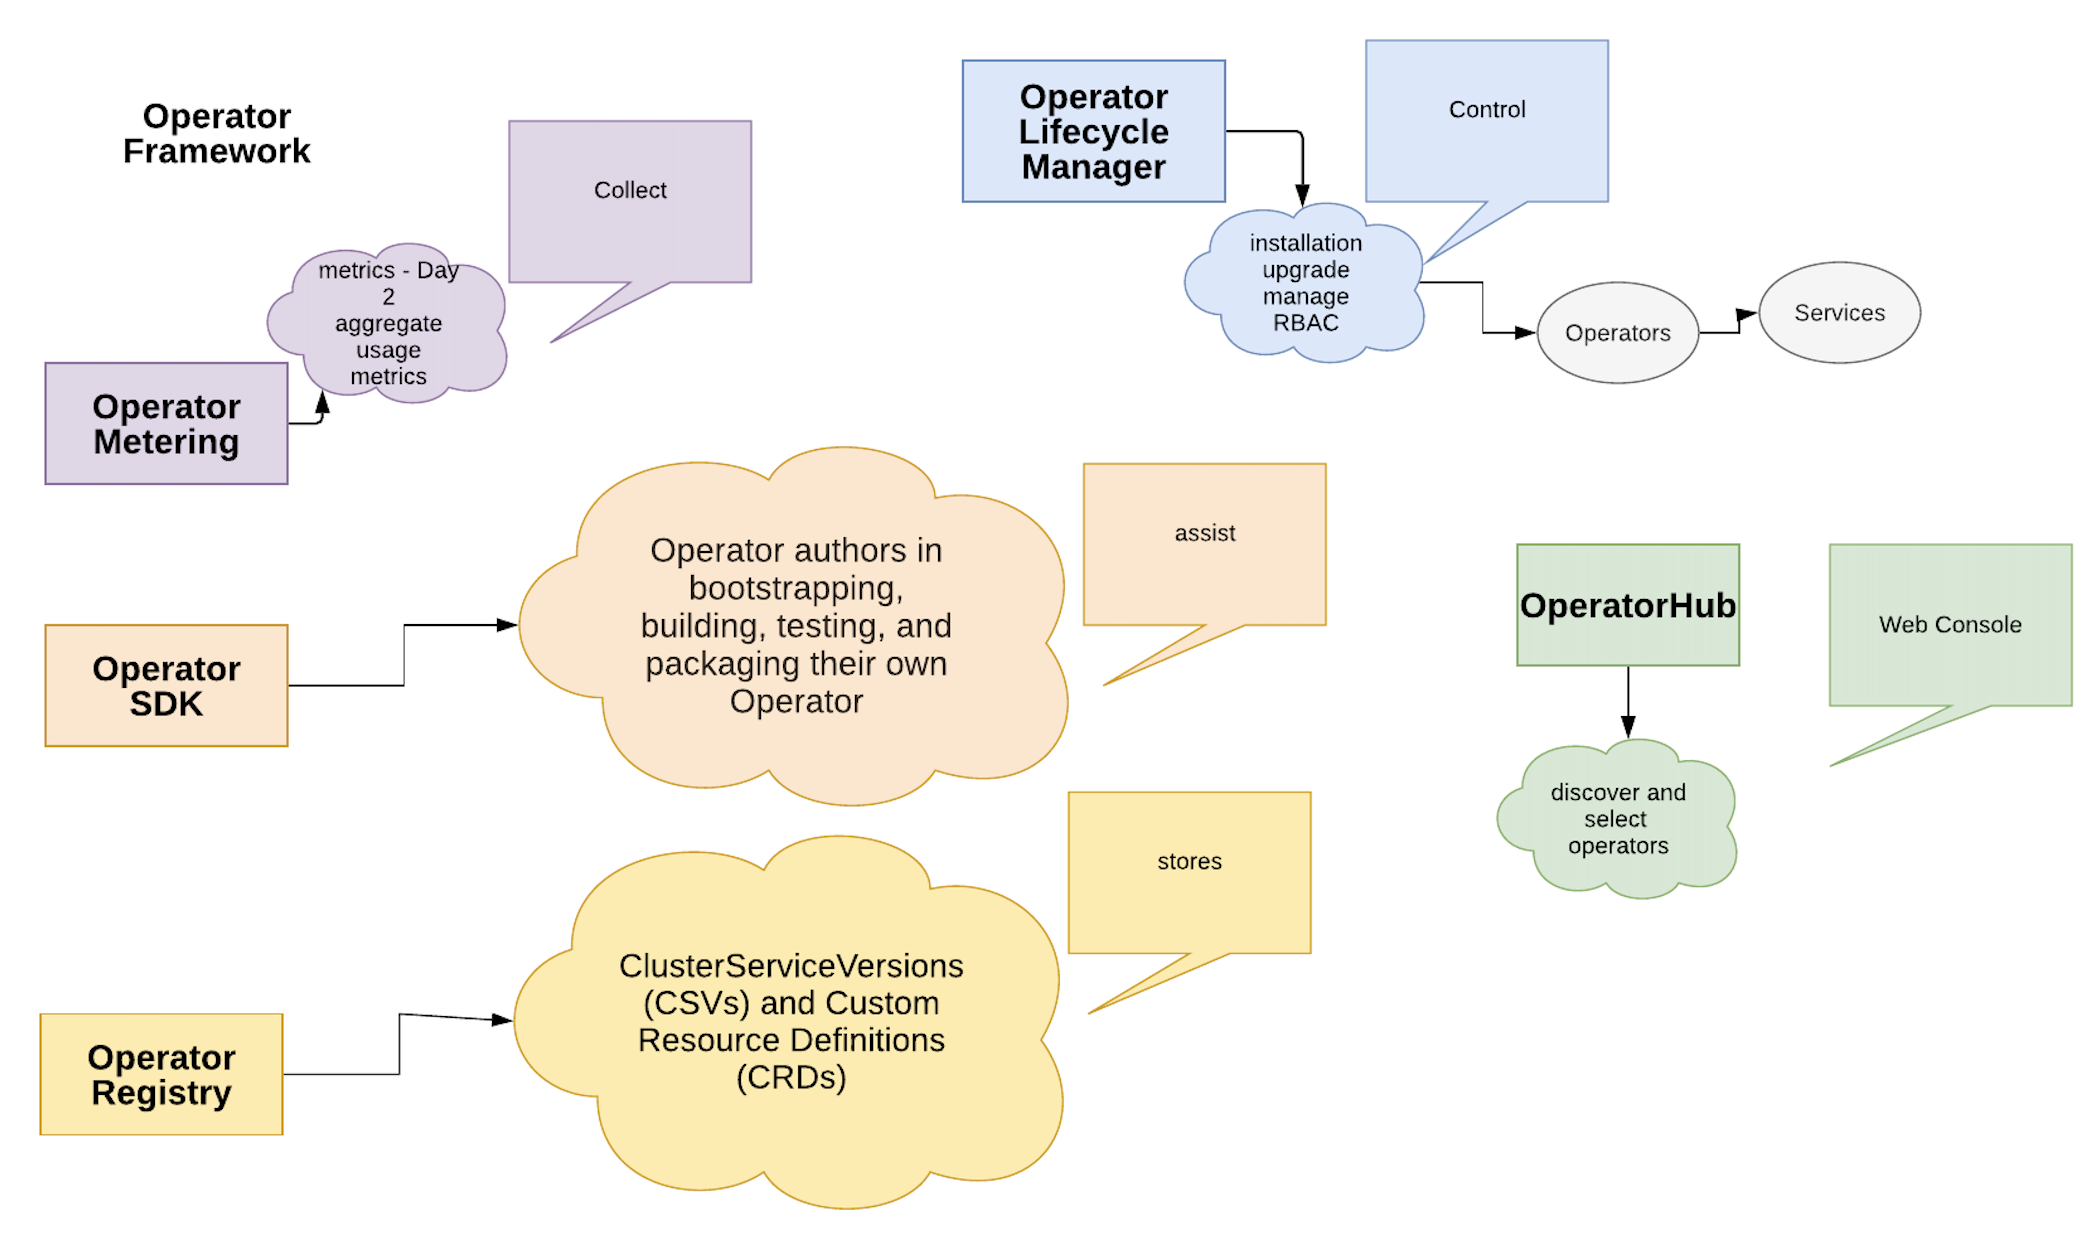 Operator
Framework
Collect
metrics - Day
2
aggregate
usage
metrics
Operator
Metering
Operator
Lifecycle
Manager
Control
installation
upgrade
manage
RBAC
Operators
Services
Operator authors in
bootstrapping,
building, testing, and
packaging their own
Operator
assist
Operator
SDK
OperatorHub
Web Console
discover and
select
operators
stores
ClusterServiceVersions
(CSVs) and Custom
Resource Definitions
(CRDs)
Operator
Registry